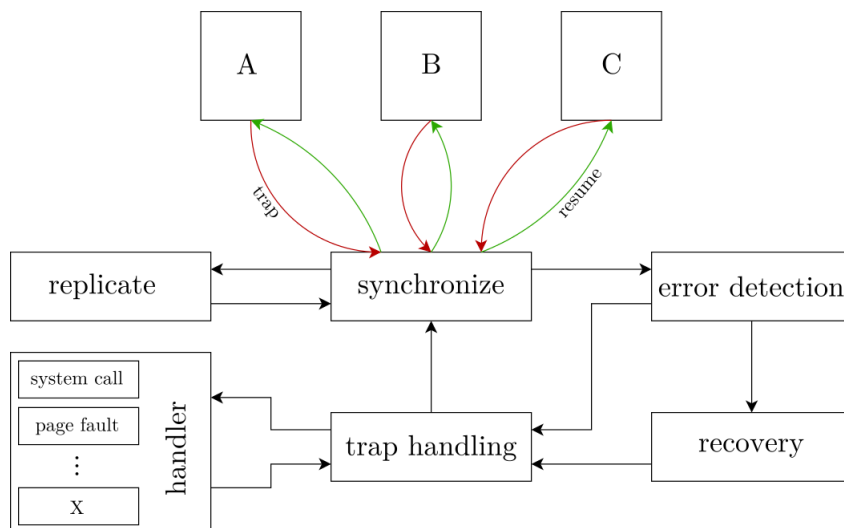 A
B
C
trap
resume
replicate
synchronize
error detection
system call
page fault
⋮
X
handler
trap handling
recovery